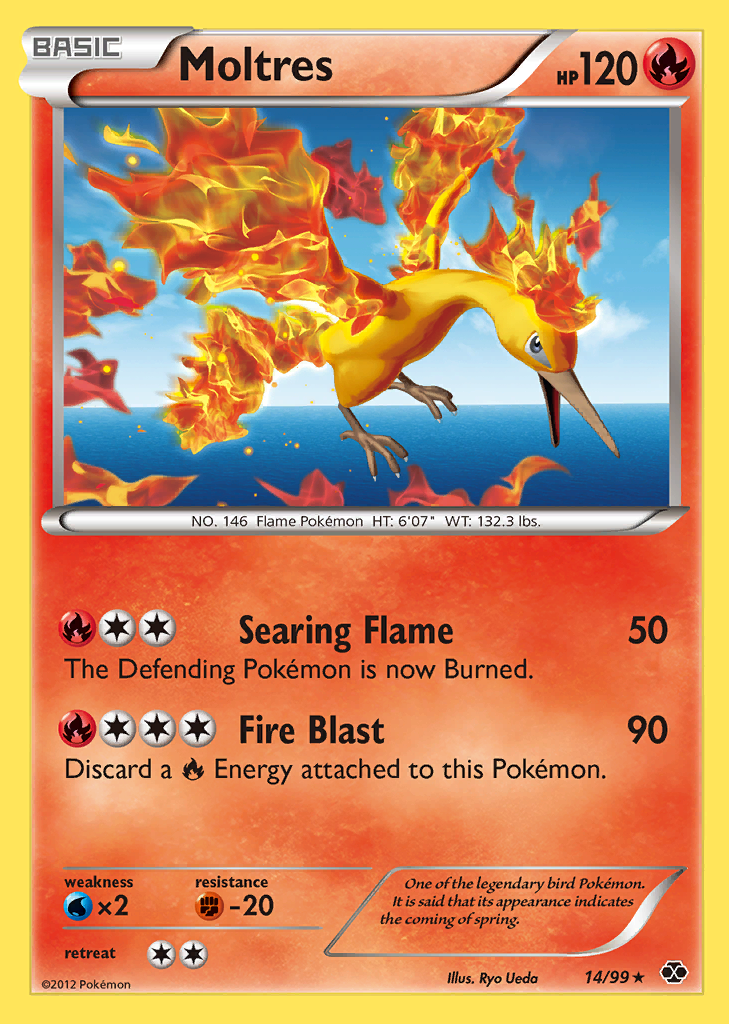 BASIC
Moltres
HP120
NO. 146 Flame Pokémon HT: 6'07" WT: 132.3 lbs.
Searing Flame 50
The Defending Pokémon is now Burned.
Fire Blast 90
Discard a Energy attached to this Pokémon.
weakness resistance
×2 -20
retreat
One of the legendary bird Pokémon.
It is said that its appearance indicates
the coming of spring.
©2012 Pokémon
Illus. Ryo Ueda
14/99 ★